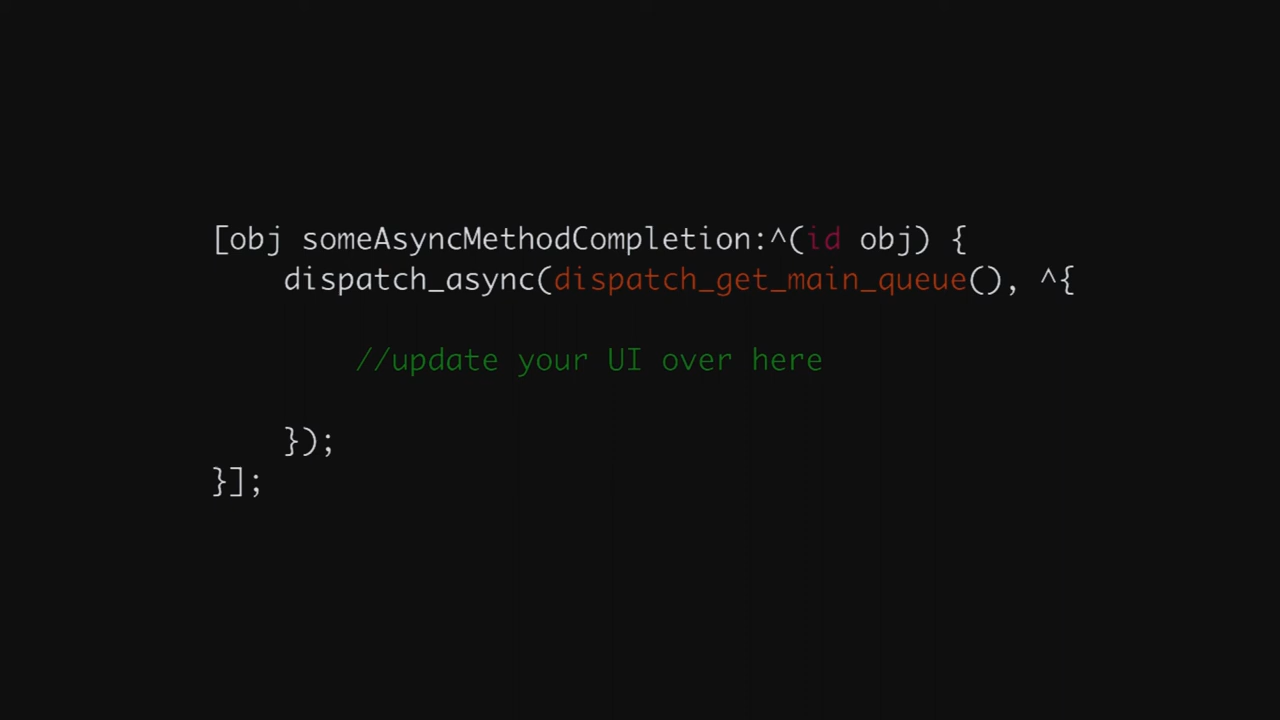 [obj someAsyncMethodCompletion:^(id obj) {
    dispatch_async(dispatch_get_main_queue(), ^{
        //update your UI over here
    });
}];